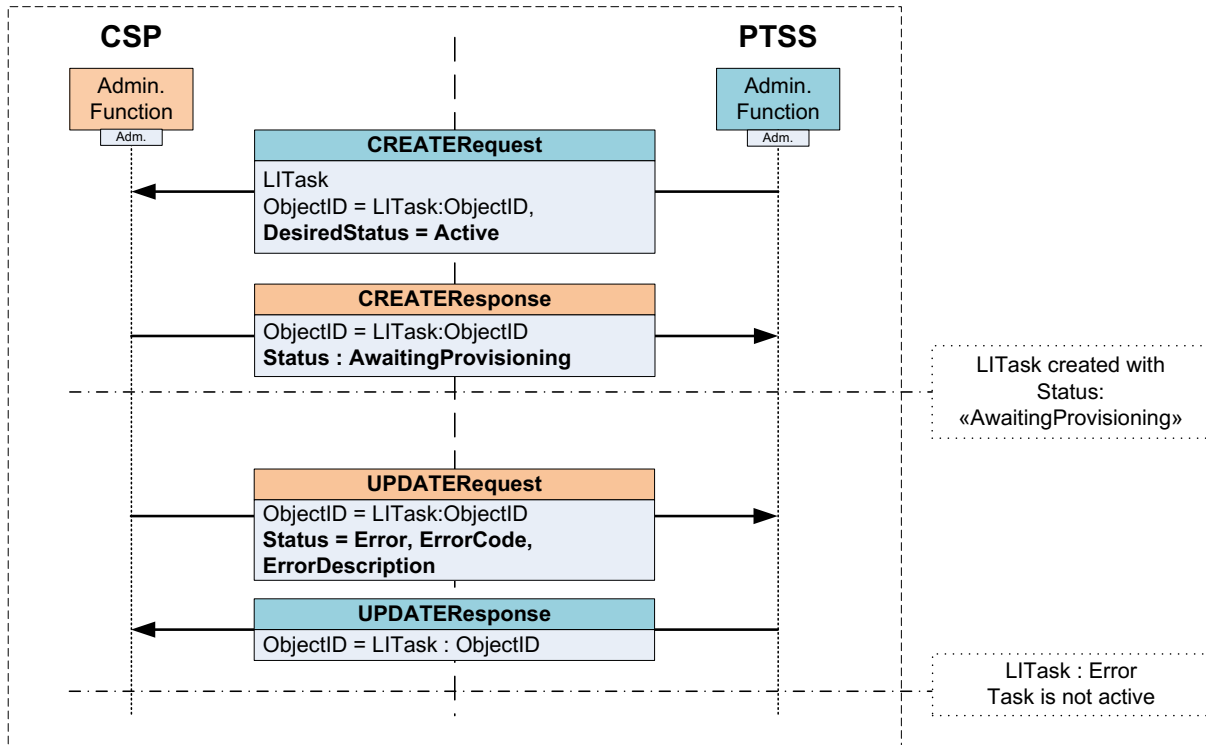 CSP
PTSS
Admin.
Function
Adm.
Admin.
Function
Adm.
CREATERequest
LITask
ObjectID = LITask:ObjectID,
DesiredStatus = Active
CREATEResponse
ObjectID = LITask:ObjectID
Status : AwaitingProvisioning
LITask created with
Status:
«AwaitingProvisioning»
UPDATERequest
ObjectID = LITask:ObjectID
Status = Error, ErrorCode,
ErrorDescription
UPDATEResponse
ObjectID = LITask : ObjectID
LITask : Error
Task is not active